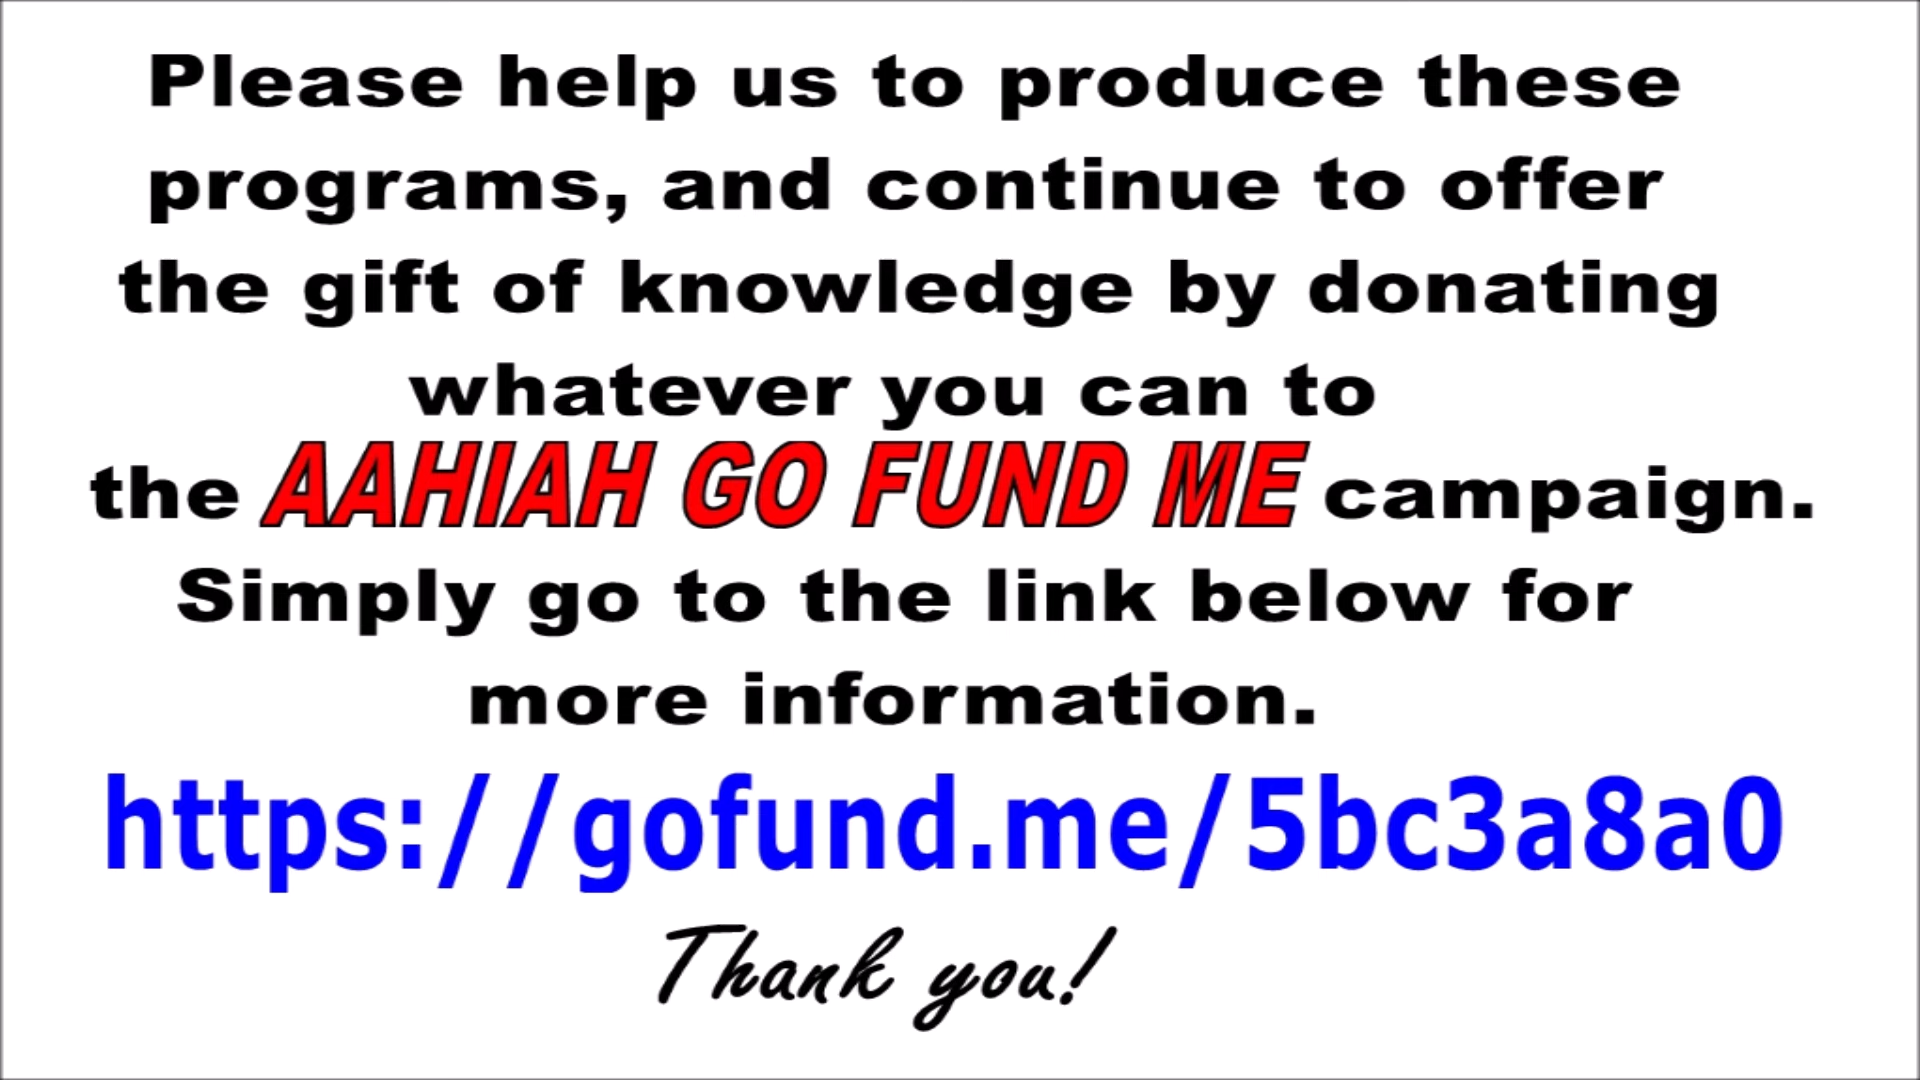 Please help us to produce these
programs, and continue to offer
the gift of knowledge by donating
whatever you can to
the AAHIAH GO FUND ME campaign.
Simply go to the link below for
more information.
https://gofund.me/5bc3a8a0
Thank you!